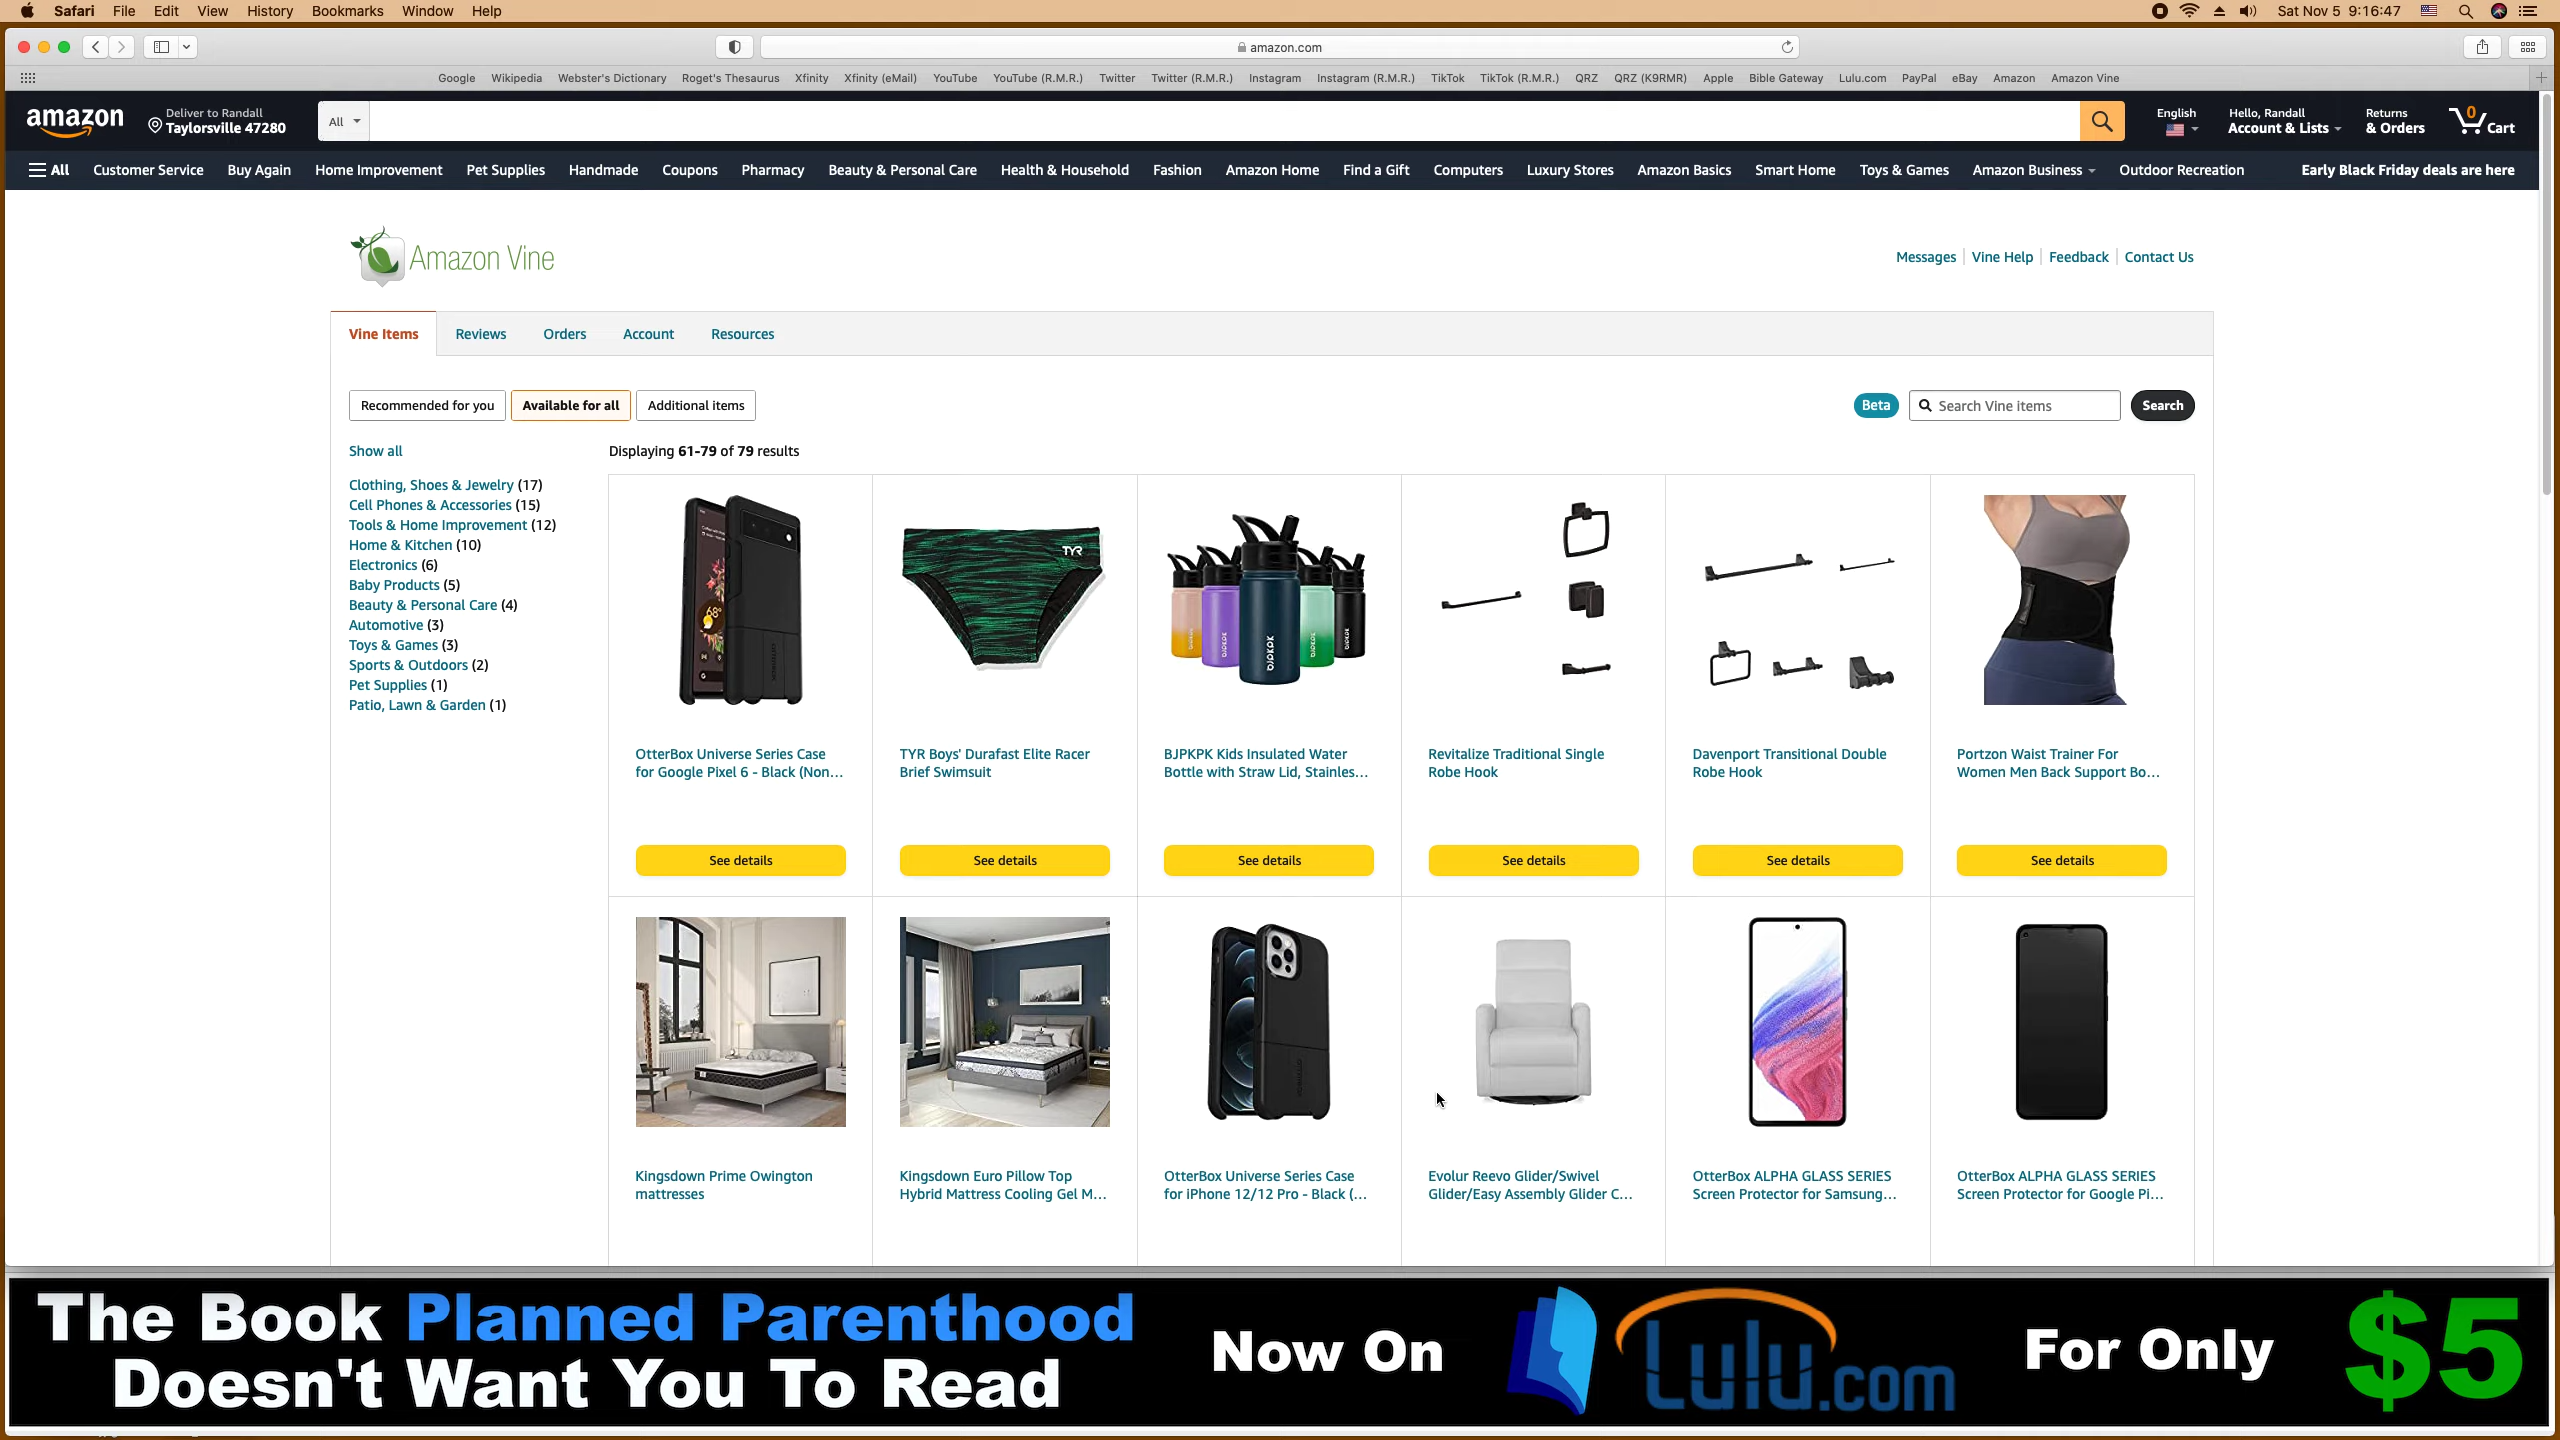 Safari File Edit View History Bookmarks Window Help
Sat Nov 5 9:16:47
amazon.com
Google Wikipedia Webster's Dictionary Roget's Thesaurus Xfinity Xfinity (eMail) YouTube YouTube (R.M.R.) Twitter Twitter (R.M.R.) Instagram Instagram (R.M.R.) TikTok TikTok (R.M.R.) QRZ QRZ (K9RMR) Apple Bible Gateway Lulu.com PayPal eBay Amazon Amazon Vine
amazon
Deliver to Randall
Taylorsville 47280
All
English
Hello, Randall
Account & Lists
Returns
& Orders
0
Cart
All Customer Service Buy Again Home Improvement Pet Supplies Handmade Coupons Pharmacy Beauty & Personal Care Health & Household Fashion Amazon Home Find a Gift Computers Luxury Stores Amazon Basics Smart Home Toys & Games Amazon Business Outdoor Recreation Early Black Friday deals are here
Amazon Vine
Messages Vine Help Feedback Contact Us
Vine Items Reviews Orders Account Resources
Recommended for you Available for all Additional items
Beta Search Vine items Search
Show all
Displaying 61-79 of 79 results
Clothing, Shoes & Jewelry (17)
Cell Phones & Accessories (15)
Tools & Home Improvement (12)
Home & Kitchen (10)
Electronics (6)
Baby Products (5)
Beauty & Personal Care (4)
Automotive (3)
Toys & Games (3)
Sports & Outdoors (2)
Pet Supplies (1)
Patio, Lawn & Garden (1)
68°
TYR
BJPKPK
OtterBox Universe Series Case
for Google Pixel 6 - Black (Non...
TYR Boys' Durafast Elite Racer
Brief Swimsuit
BJPKPK Kids Insulated Water
Bottle with Straw Lid, Stainles...
Revitalize Traditional Single
Robe Hook
Davenport Transitional Double
Robe Hook
Portzon Waist Trainer For
Women Men Back Support Bo...
See details See details See details See details See details See details
Kingsdown Prime Owington
mattresses
Kingsdown Euro Pillow Top
Hybrid Mattress Cooling Gel M...
OtterBox Universe Series Case
for iPhone 12/12 Pro - Black (...
Evolur Reevo Glider/Swivel
Glider/Easy Assembly Glider C...
OtterBox ALPHA GLASS SERIES
Screen Protector for Samsung...
OtterBox ALPHA GLASS SERIES
Screen Protector for Google Pi...
The Book Planned Parenthood
Doesn't Want You To Read
Now On
Lulu.com
For Only
$5